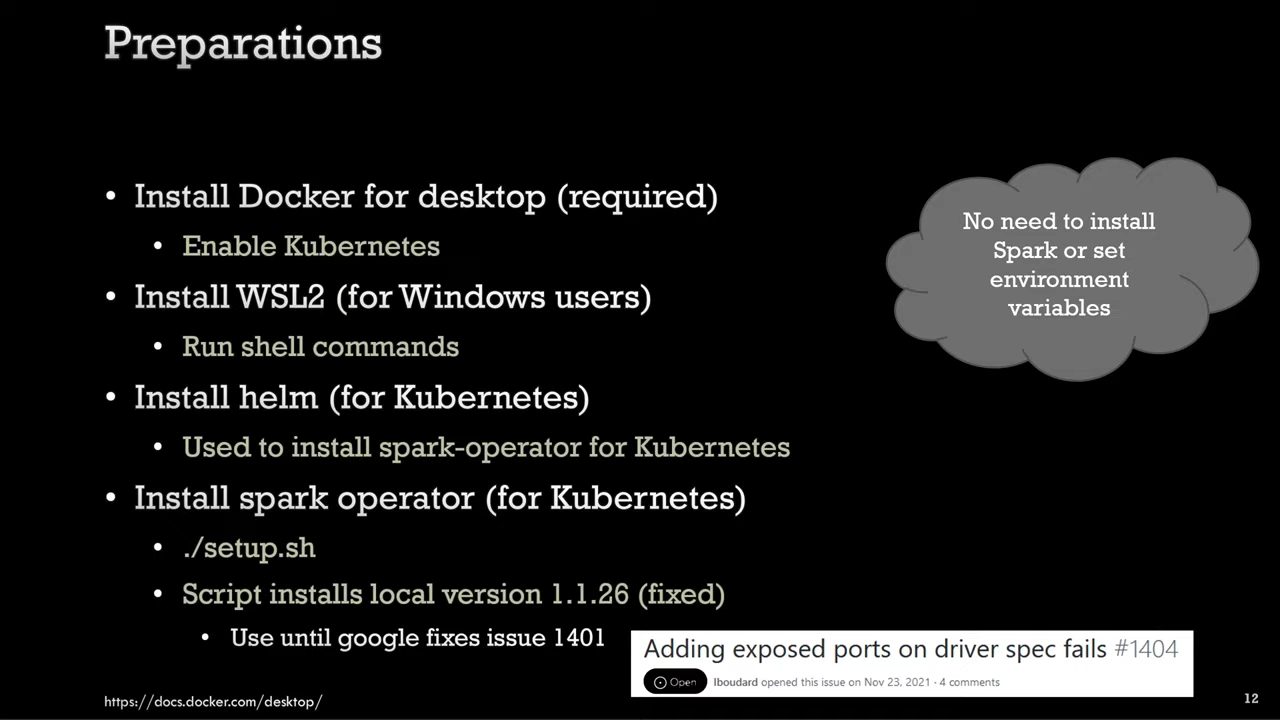 Preparations
• Install Docker for desktop (required)
• Enable Kubernetes
• Install WSL2 (for Windows users)
• Run shell commands
• Install helm (for Kubernetes)
• Used to install spark-operator for Kubernetes
• Install spark operator (for Kubernetes)
• ./setup.sh
• Script installs local version 1.1.26 (fixed)
• Use until google fixes issue 1401
No need to install
Spark or set
environment
variables
Adding exposed ports on driver spec fails #1404
Open lboudard opened this issue on Nov 23, 2021 · 4 comments
https://docs.docker.com/desktop/
12